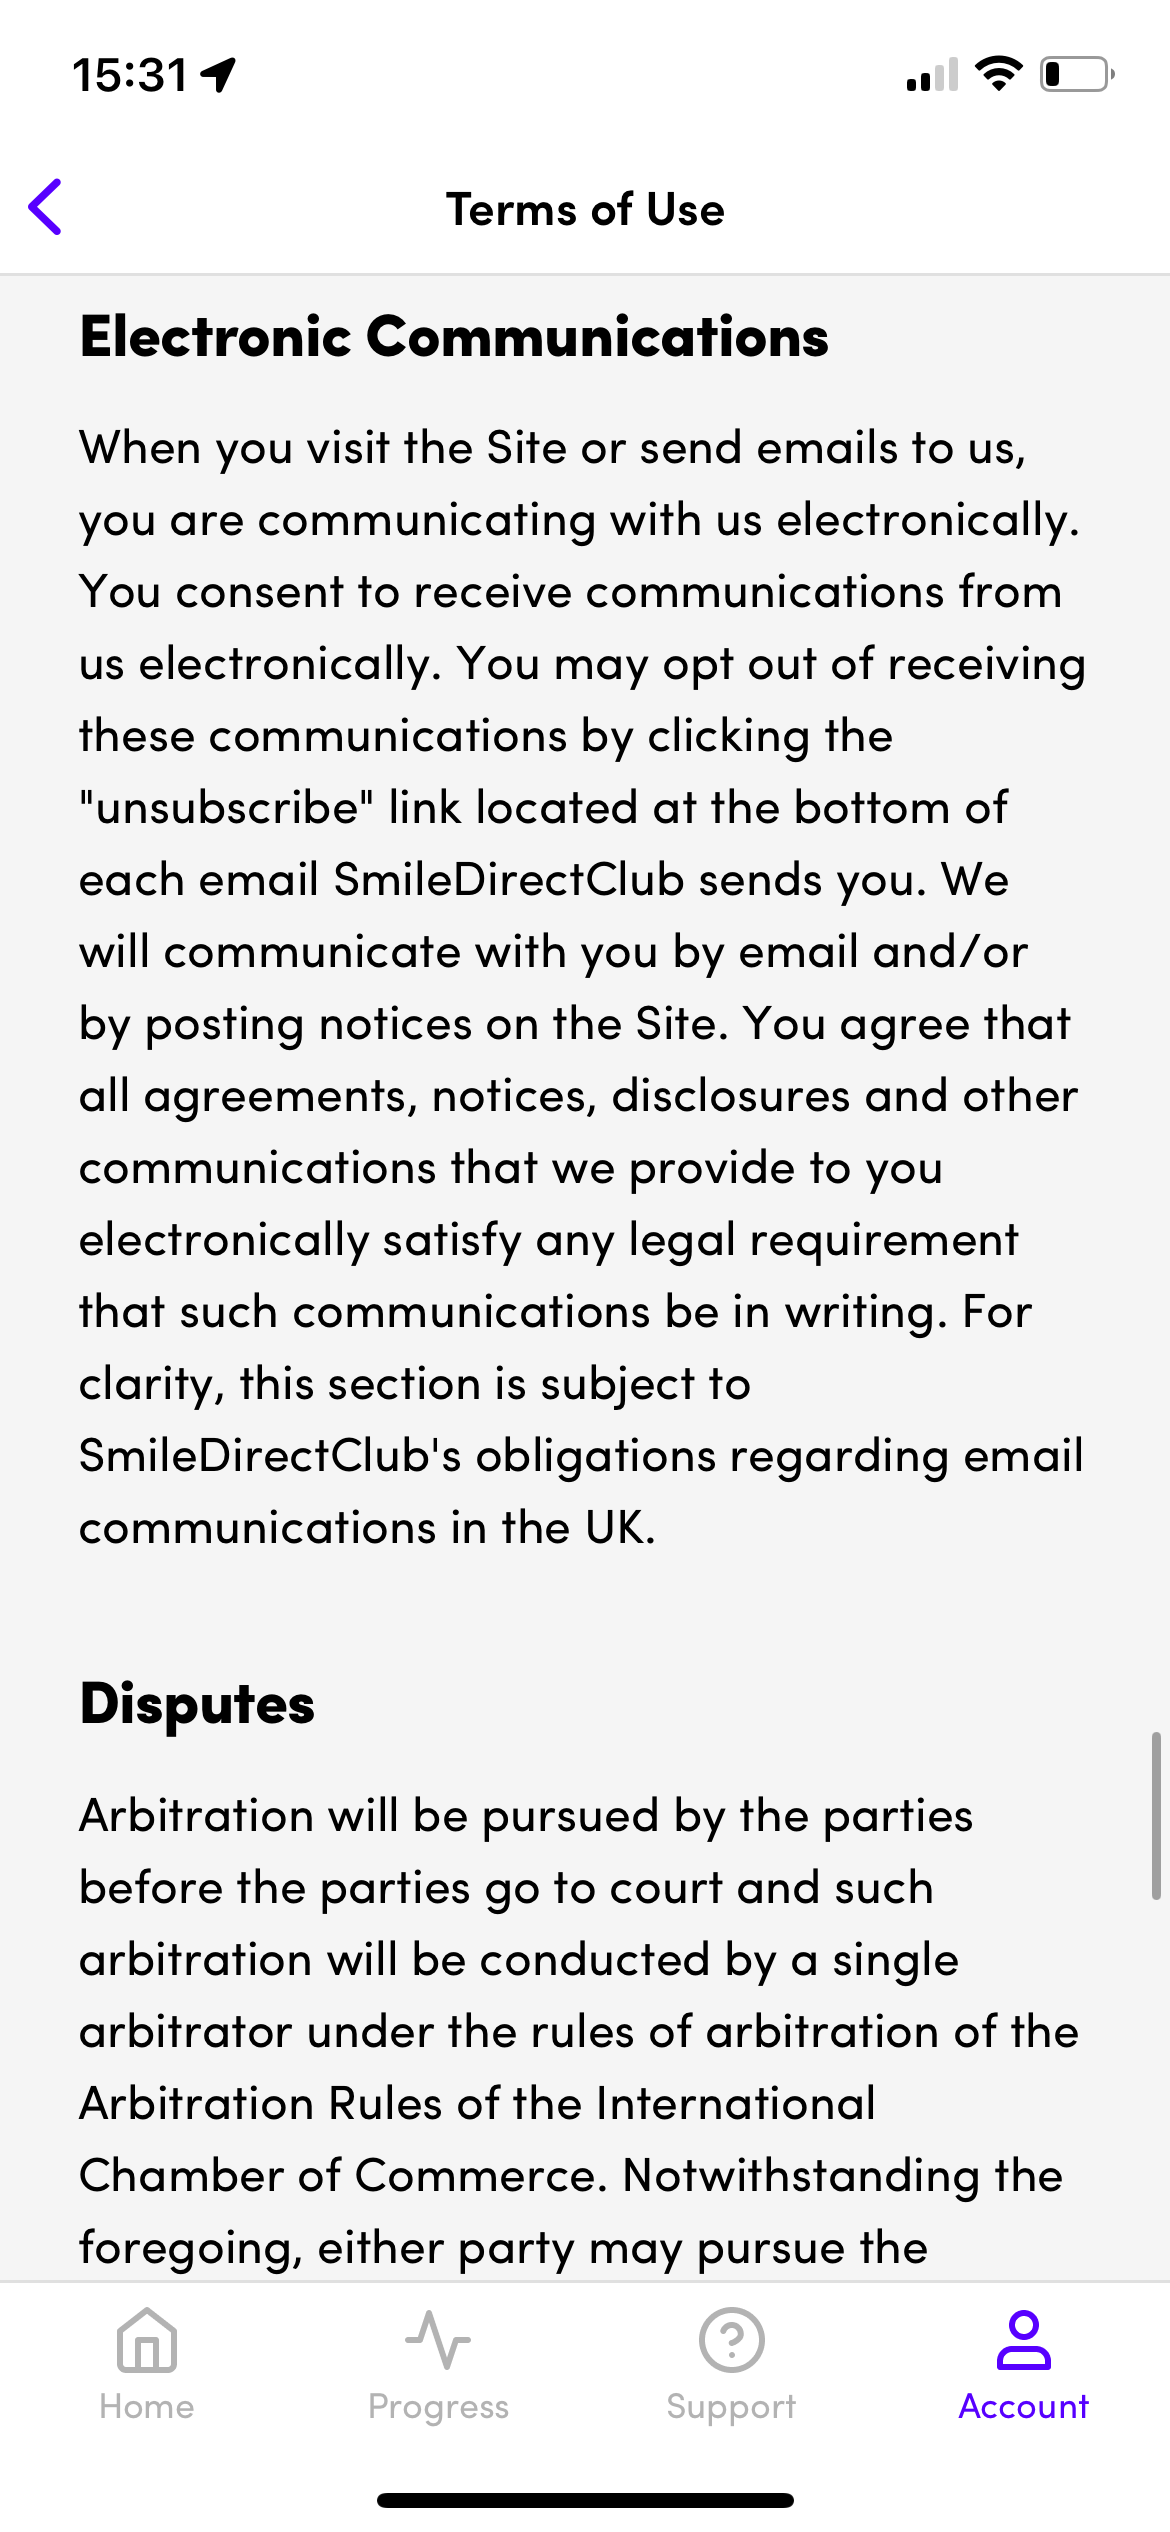 15:31
Terms of Use
Electronic Communications
When you visit the Site or send emails to us,
you are communicating with us electronically.
You consent to receive communications from
us electronically. You may opt out of receiving
these communications by clicking the
"unsubscribe" link located at the bottom of
each email SmileDirectClub sends you. We
will communicate with you by email and/or
by posting notices on the Site. You agree that
all agreements, notices, disclosures and other
communications that we provide to you
electronically satisfy any legal requirement
that such communications be in writing. For
clarity, this section is subject to
SmileDirectClub's obligations regarding email
communications in the UK.
Disputes
Arbitration will be pursued by the parties
before the parties go to court and such
arbitration will be conducted by a single
arbitrator under the rules of arbitration of the
Arbitration Rules of the International
Chamber of Commerce. Notwithstanding the
foregoing, either party may pursue the
Home
Progress
Support
Account